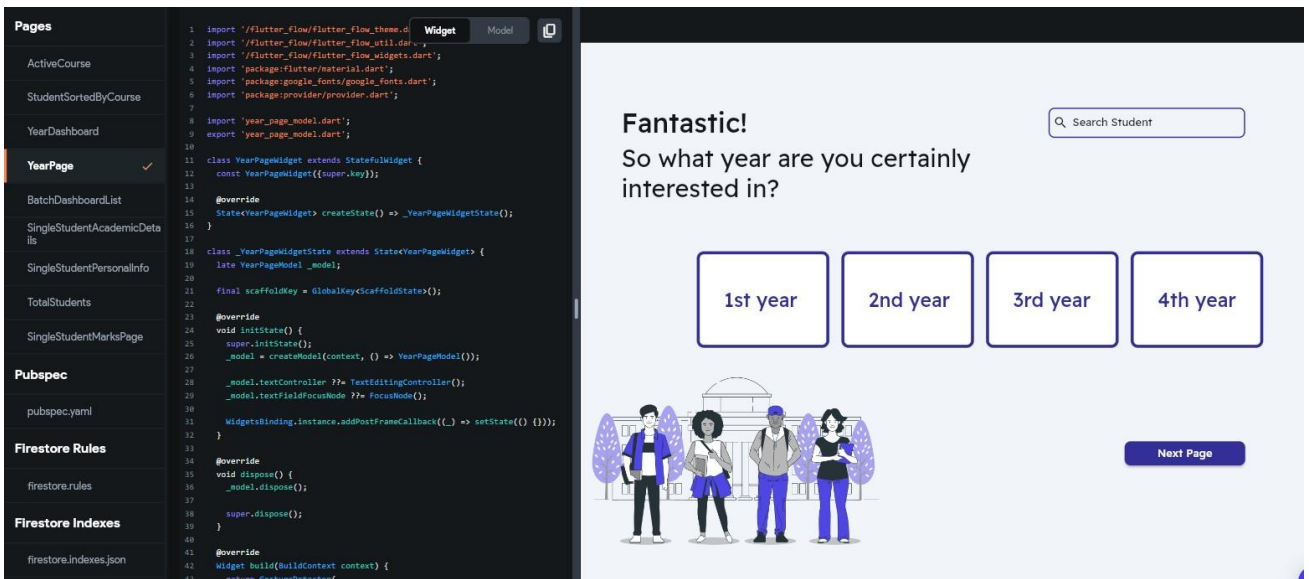 Pages
ActiveCourse
StudentSortedByCourse
YearDashboard
YearPage
BatchDashboardList
SingleStudentAcademicDeta
ils
SingleStudentPersonalInfo
TotalStudents
SingleStudentMarksPage
Pubspec
pubspec.yaml
Firestore Rules
firestore.rules
Firestore Indexes
firestore.indexes.json
Widget Model
1 import '/flutter_flow/flutter_flow_theme.d
2 import '/flutter_flow/flutter_flow_util.dart';
3 import '/flutter_flow/flutter_flow_widgets.dart';
4 import 'package:flutter/material.dart';
5 import 'package:google_fonts/google_fonts.dart';
6 import 'package:provider/provider.dart';
7
8 import 'year_page_model.dart';
9 export 'year_page_model.dart';
10
11 class YearPageWidget extends StatefulWidget {
12 const YearPageWidget({super.key});
13
14 @override
15 State<YearPageWidget> createState() => _YearPageWidgetState();
16 }
17
18 class _YearPageWidgetState extends State<YearPageWidget> {
19 late YearPageModel _model;
20
21 final scaffoldKey = GlobalKey<ScaffoldState>();
22
23 @override
24 void initState() {
25 super.initState();
26 _model = createModel(context, () => YearPageModel());
27
28 _model.textController ??= TextEditingController();
29 _model.textFieldFocusNode ??= FocusNode();
30
31 WidgetsBinding.instance.addPostFrameCallback((_) => setState(() {}));
32 }
33
34 @override
35 void dispose() {
36 _model.dispose();
37
38 super.dispose();
39 }
40
41 @override
42 Widget build(BuildContext context) {
Fantastic!
So what year are you certainly
interested in?
Search Student
1st year
2nd year
3rd year
4th year
Next Page